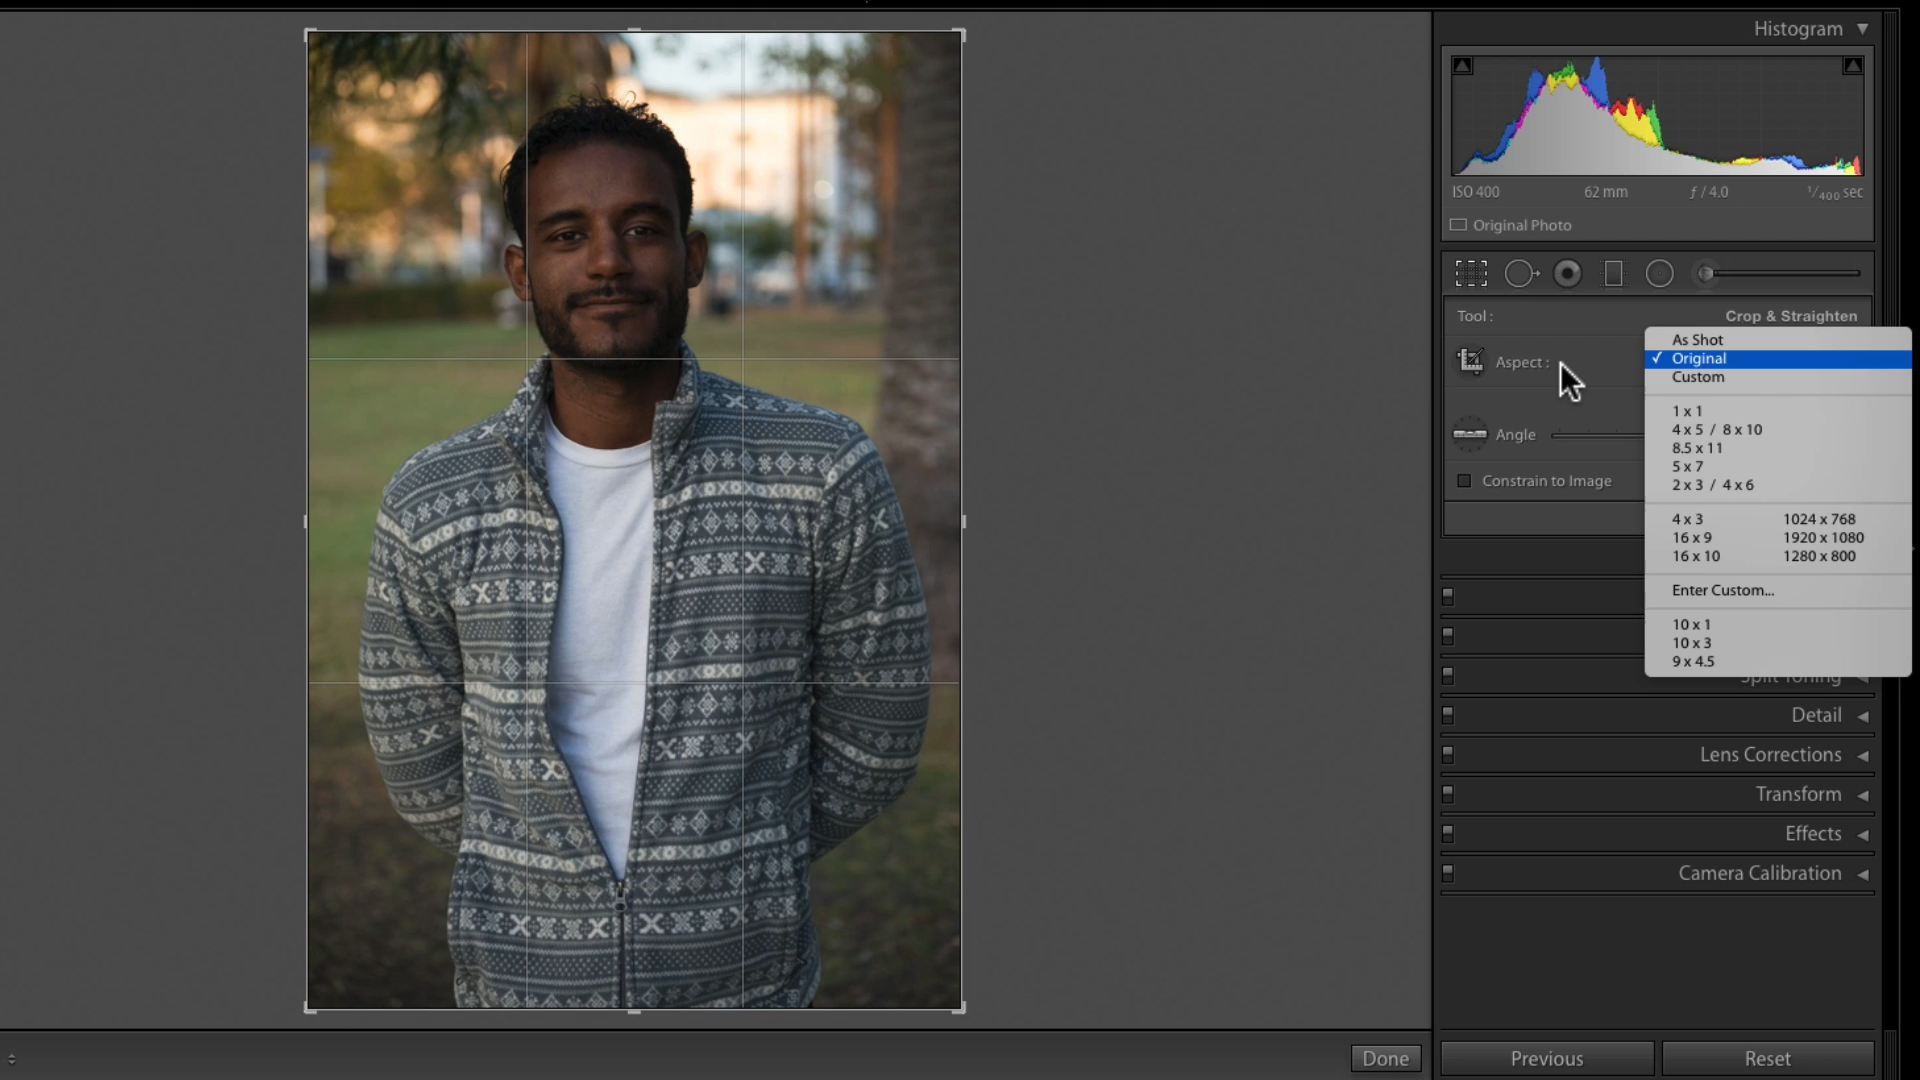 Histogram
ISO 400 62 mm ƒ / 4.0 1/400 sec
Original Photo
Tool : Crop & Straighten
Aspect :
As Shot
✓ Original
Custom
1 x 1
4 x 5 / 8 x 10
8.5 x 11
5 x 7
2 x 3 / 4 x 6
4 x 3 1024 x 768
16 x 9 1920 x 1080
16 x 10 1280 x 800
Enter Custom...
10 x 1
10 x 3
9 x 4.5
Angle
Constrain to Image
Split Toning
Detail
Lens Corrections
Transform
Effects
Camera Calibration
Done
Previous
Reset